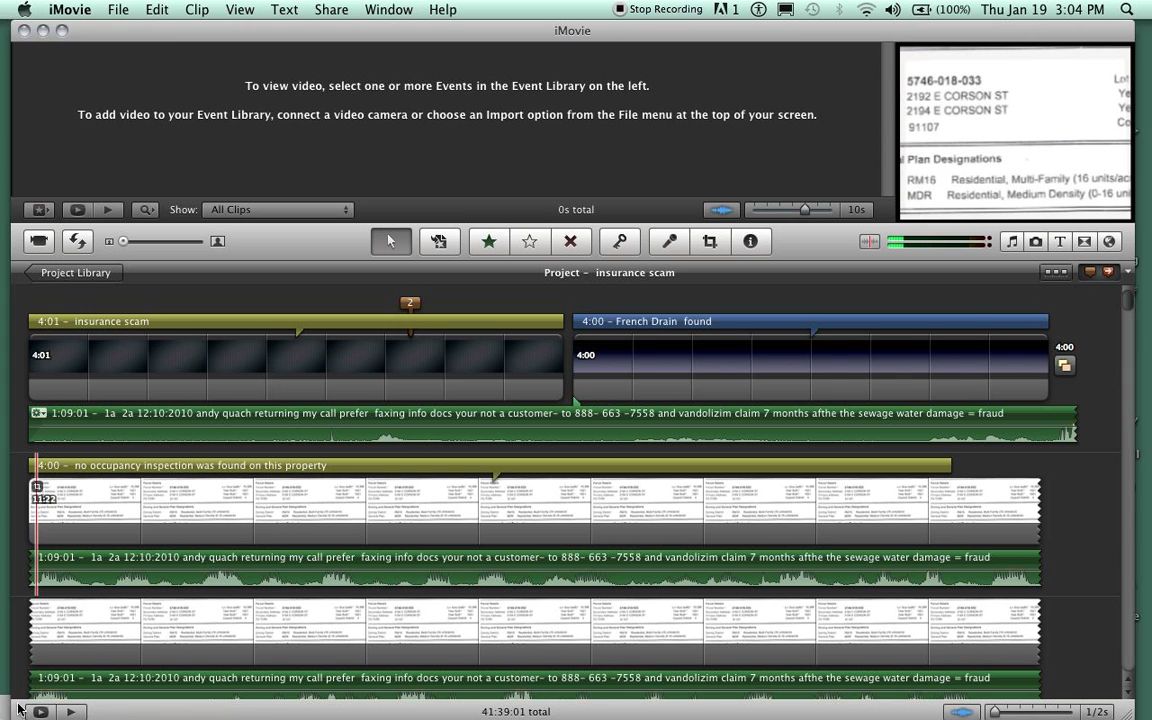 iMovie File Edit Clip View Text Share Window Help Stop Recording 1 (100%) Thu Jan 19 3:04 PM
iMovie
To view video, select one or more Events in the Event Library on the left.
To add video to your Event Library, connect a video camera or choose an Import option from the File menu at the top of your screen.
5746-018-033 Lot
2192 E CORSON ST Ye
2194 E CORSON ST Ye
91107 Co
l Plan Designations
RM16 Residential, Multi-Family (16 units/ac
MDR Residential, Medium Density (0-16 un
Show: All Clips 0s total 10s
Project Library Project - insurance scam
2
4:01 - insurance scam 4:00 - French Drain found
4:01 4:00 4:00
1:09:01 - 1a 2a 12:10:2010 andy quach returning my call prefer faxing info docs your not a customer- to 888- 663 -7558 and vandolizim claim 7 months afthe the sewage water damage = fraud
4:00 - no occupancy inspection was found on this property
1:09:01 - 1a 2a 12:10:2010 andy quach returning my call prefer faxing info docs your not a customer- to 888- 663 -7558 and vandolizim claim 7 months afthe the sewage water damage = fraud
1:09:01 - 1a 2a 12:10:2010 andy quach returning my call prefer faxing info docs your not a customer- to 888- 663 -7558 and vandolizim claim 7 months afthe the sewage water damage = fraud
41:39:01 total 1/2s